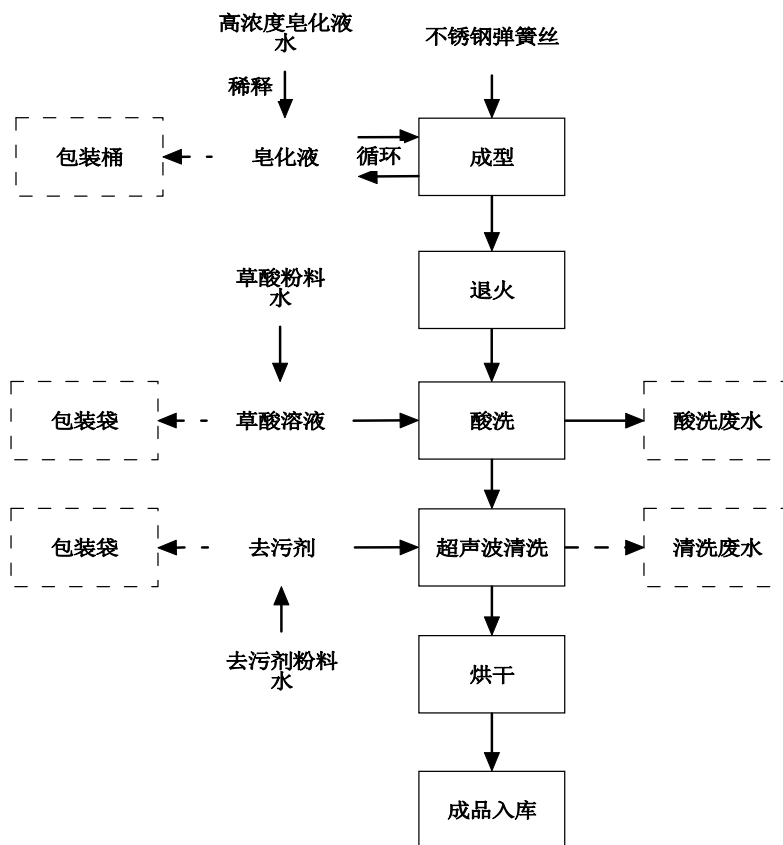 高浓度皂化液
水
不锈钢弹簧丝
稀释
包装桶
皂化液
循环
成型
草酸粉料
水
退火
包装袋
草酸溶液
酸洗
酸洗废水
包装袋
去污剂
超声波清洗
清洗废水
去污剂粉料
水
烘干
成品入库